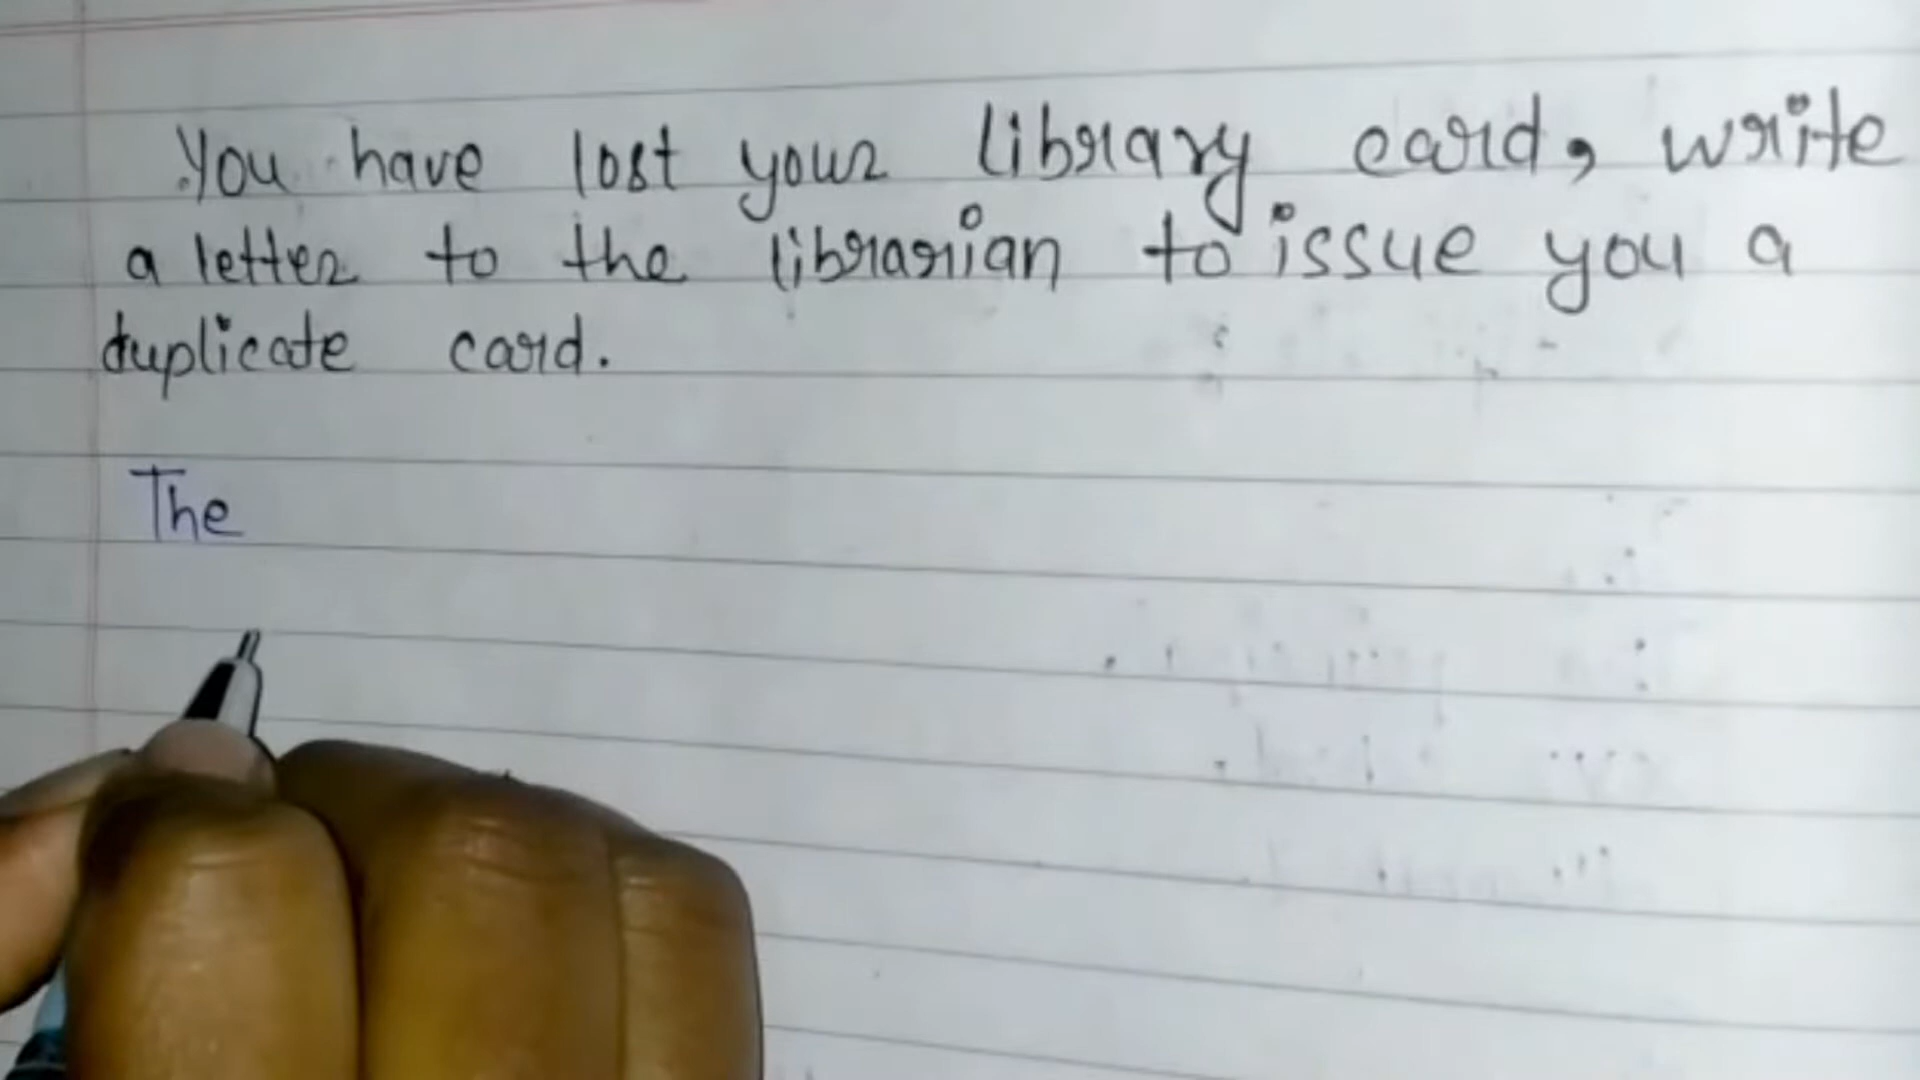 You have lost your library card, write
a letter to the librarian to issue you a
duplicate card.
The